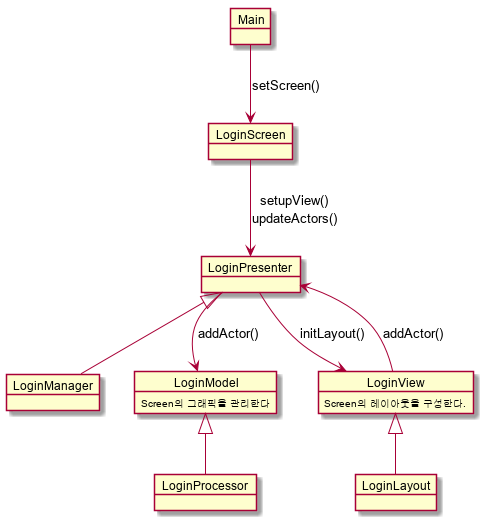 Main
setScreen()
LoginScreen
setupView()
updateActors()
LoginPresenter
addActor()
initLayout()
addActor()
LoginManager
LoginModel
Screen의 그래픽을 관리한다
LoginView
Screen의 레이아웃을 구성한다.
LoginProcessor
LoginLayout